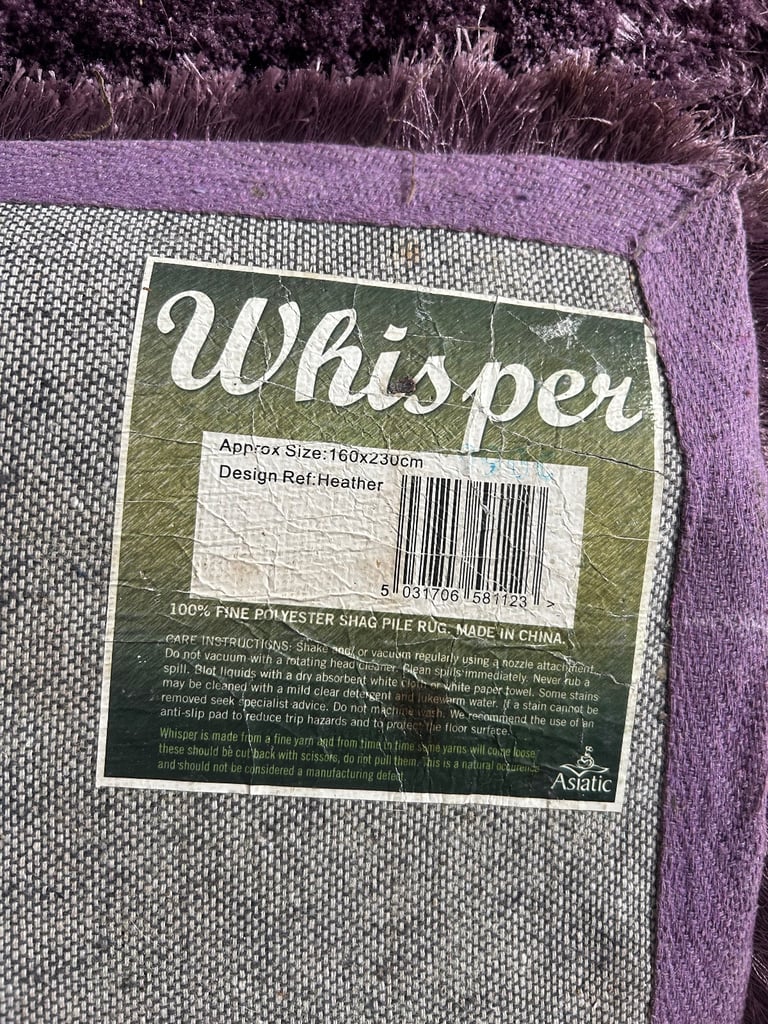 Whisper
Approx Size:160x230cm
Design Ref:Heather
5 031706 581123 >
100% FINE POLYESTER SHAG PILE RUG. MADE IN CHINA.
CARE INSTRUCTIONS: Shake and/ or vacuum regularly using a nozzle attachment.
Do not vacuum with a rotating head cleaner. Clean spills immediately. Never rub a
spill. Blot liquids with a dry absorbent white cloth or white paper towel. Some stains
may be cleaned with a mild clear detergent and lukewarm water. If a stain cannot be
removed seek specialist advice. Do not machine wash. We recommend the use of an
anti-slip pad to reduce trip hazards and to protect the floor surface.
Whisper is made from a fine yarn and from time to time some yarns will come loose
these should be cut back with scissors, do not pull them. This is a natural occurence
and should not be considered a manufacturing defect.
Asiatic